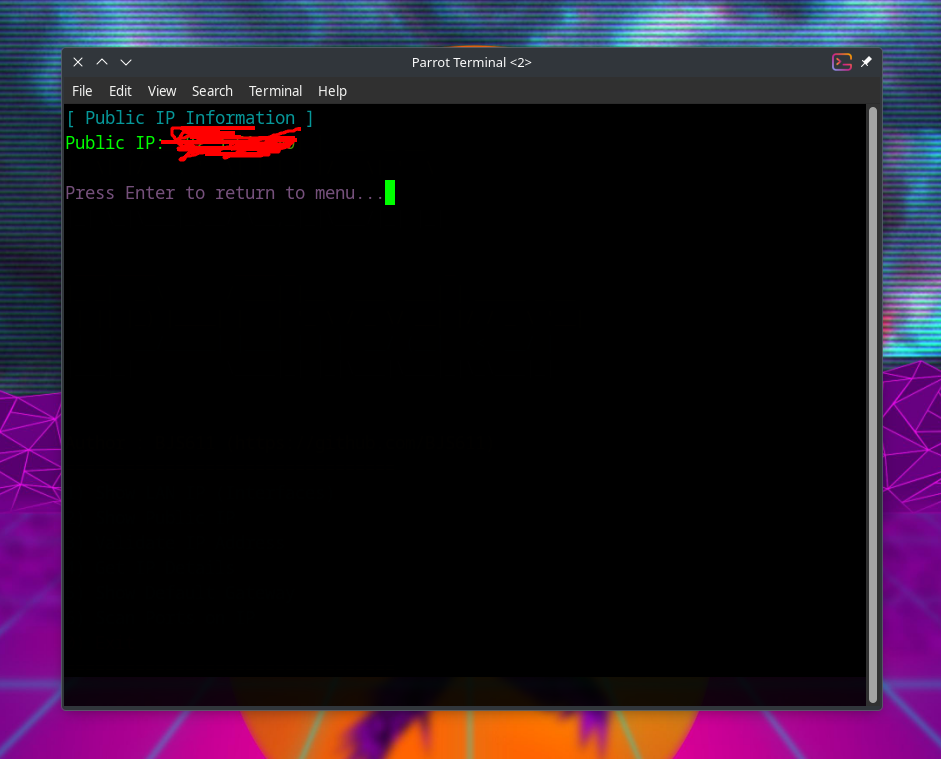 Parrot Terminal <2>
File Edit View Search Terminal Help
[ Public IP Information ]
Public IP:
Press Enter to return to menu...